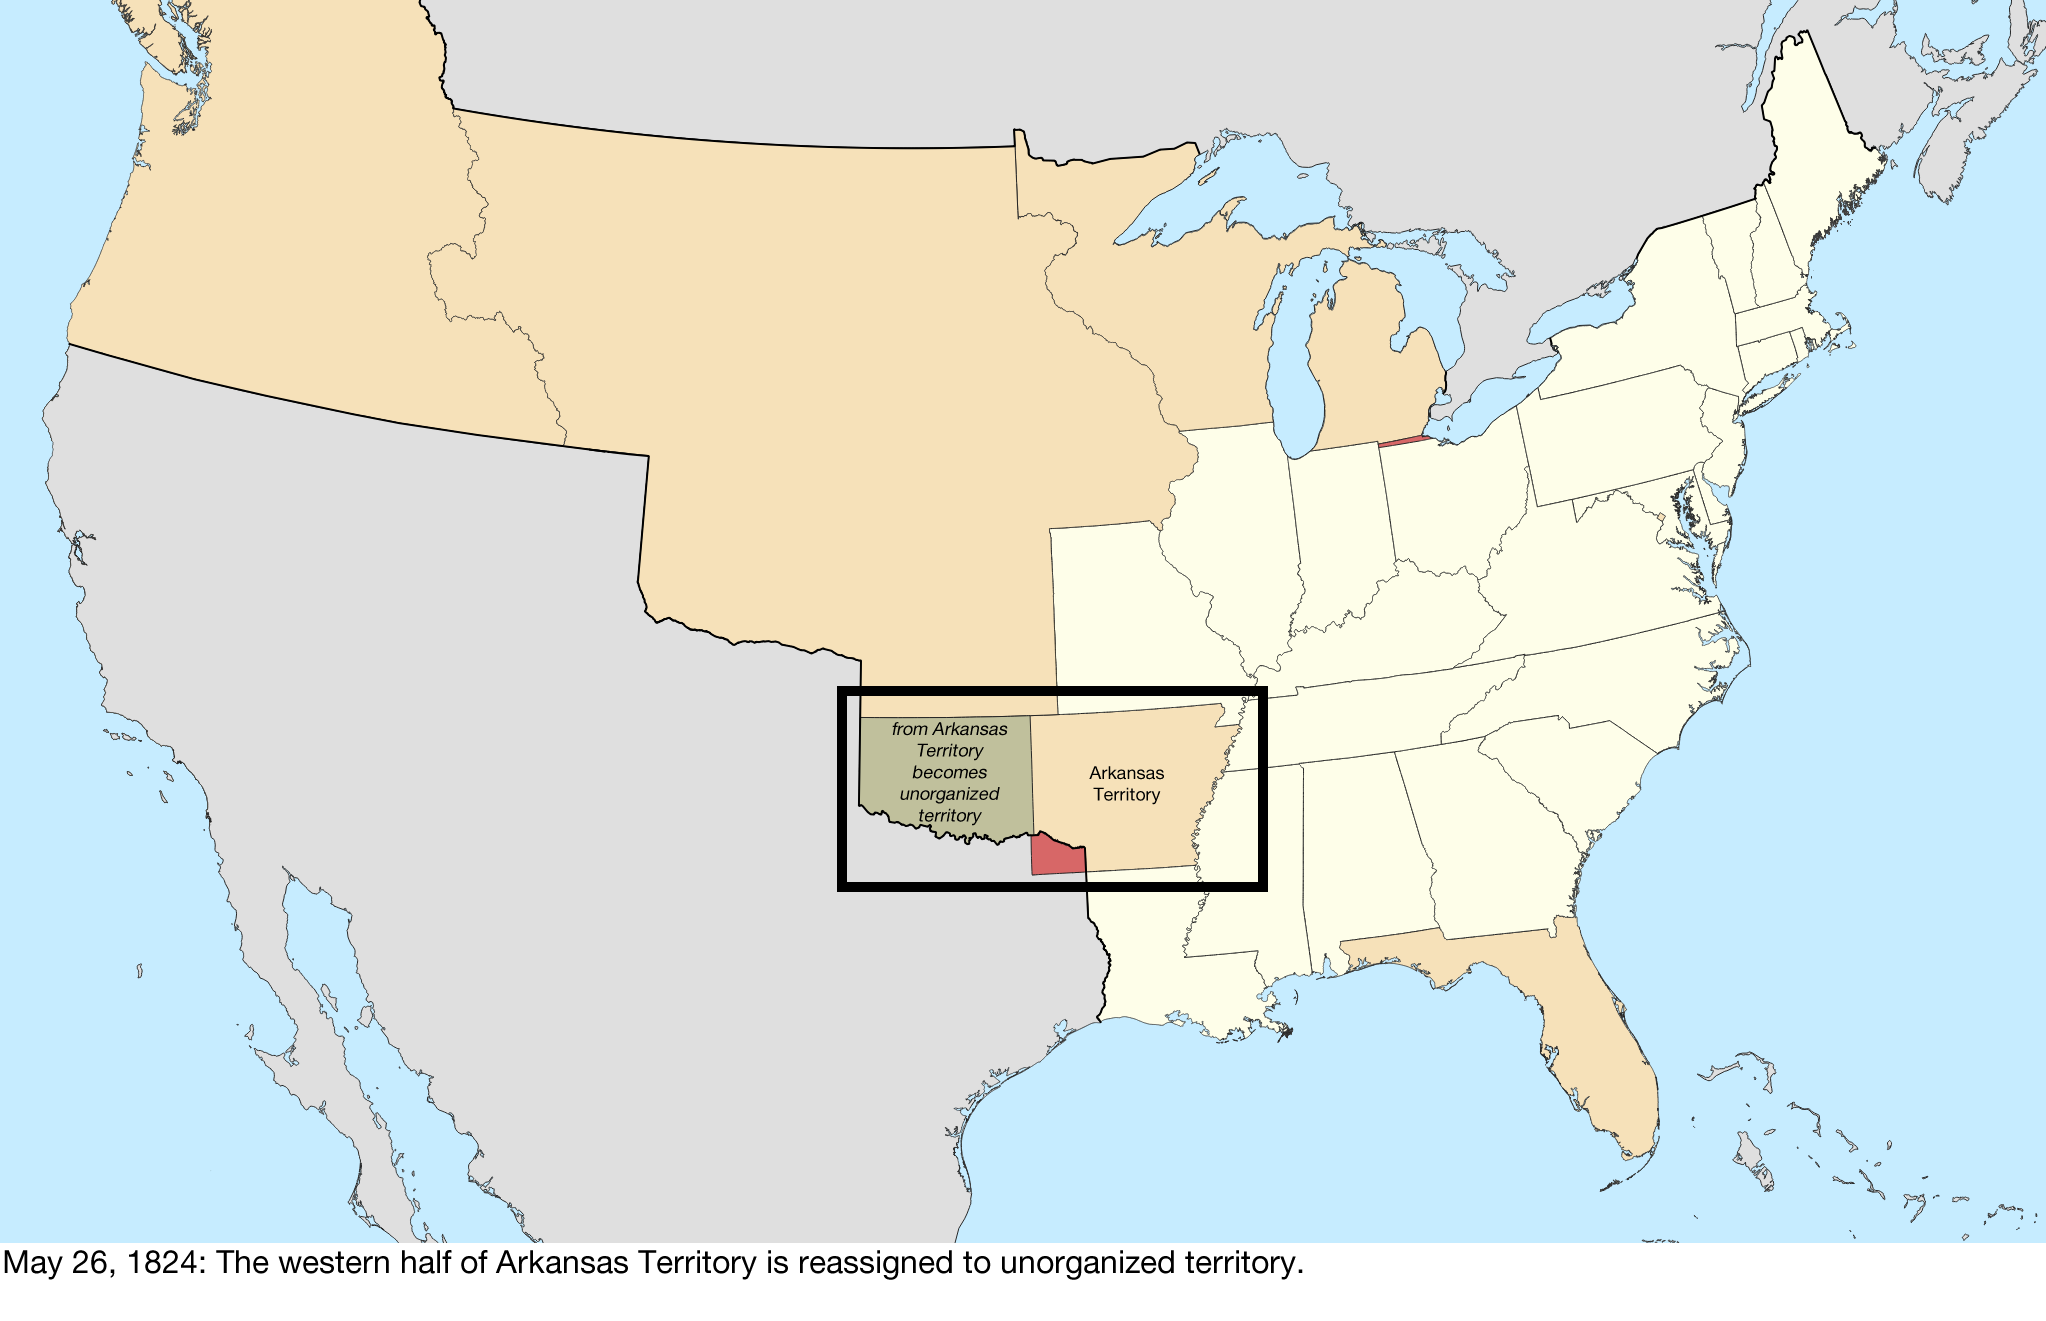 from Arkansas
Territory
becomes
unorganized
territory
Arkansas
Territory
May 26, 1824: The western half of Arkansas Territory is reassigned to unorganized territory.